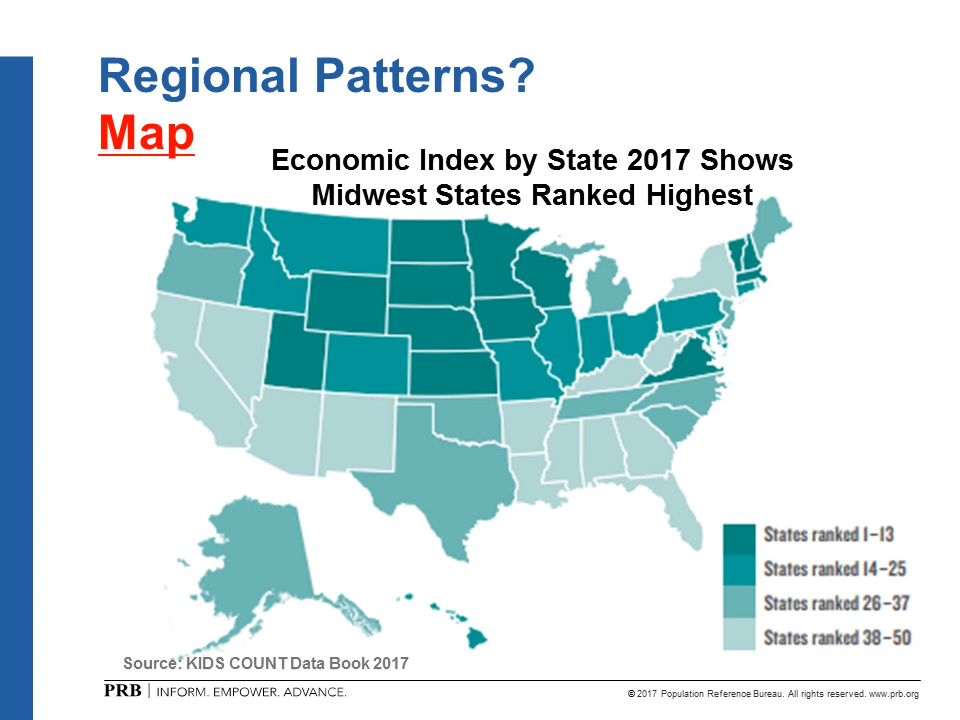 Regional Patterns?
Map
Economic Index by State 2017 Shows
Midwest States Ranked Highest
States ranked 1–13
States ranked 14–25
States ranked 26–37
States ranked 38–50
Source: KIDS COUNT Data Book 2017
PRB | INFORM. EMPOWER. ADVANCE.
© 2017 Population Reference Bureau. All rights reserved. www.prb.org